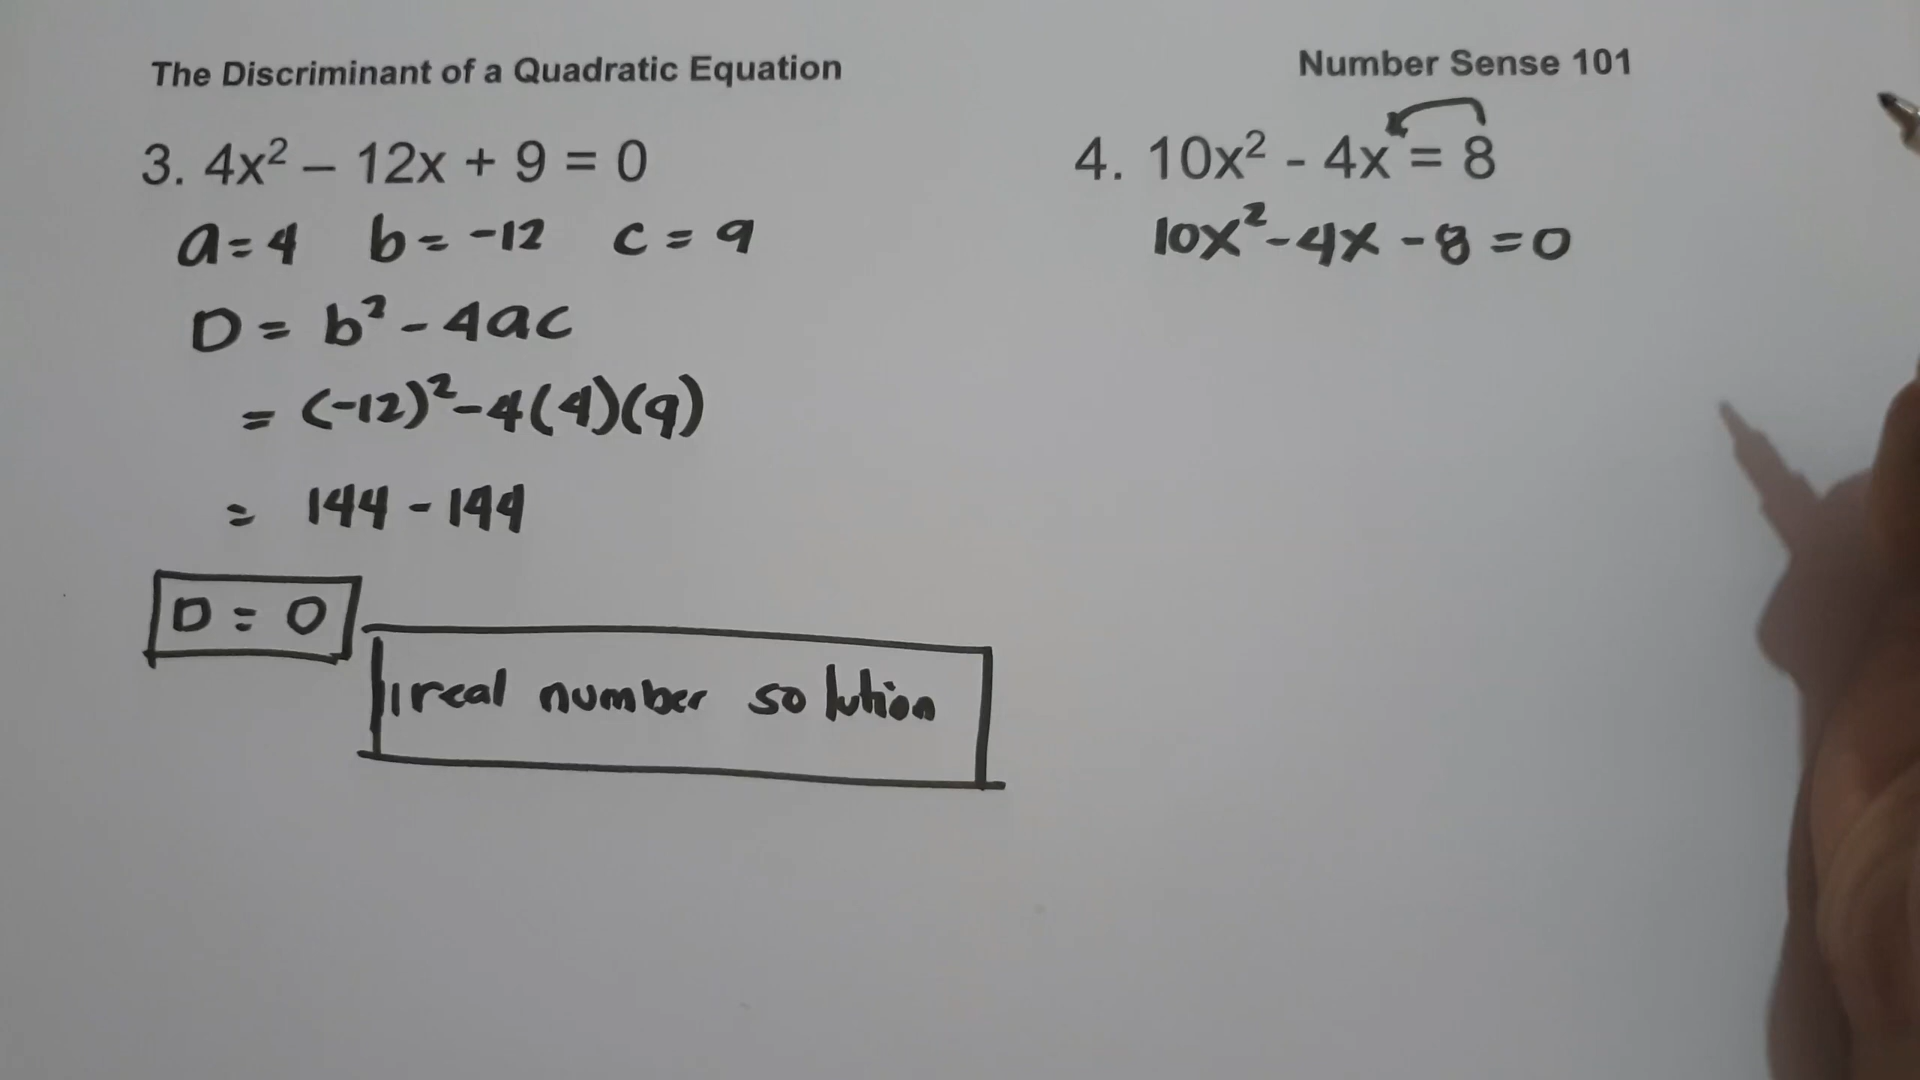 The Discriminant of a Quadratic Equation
Number Sense 101
3. 4x² – 12x + 9 = 0
a = 4 b = -12 c = 9
D = b² - 4ac
= (-12)² - 4(4)(9)
= 144 - 144
D = 0
1 real number solution
4. 10x² - 4x = 8
10x² - 4x - 8 = 0